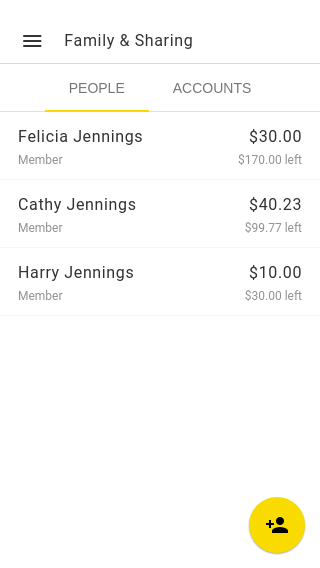 Family & Sharing
PEOPLE ACCOUNTS
Felicia Jennings $30.00
Member $170.00 left
Cathy Jennings $40.23
Member $99.77 left
Harry Jennings $10.00
Member $30.00 left